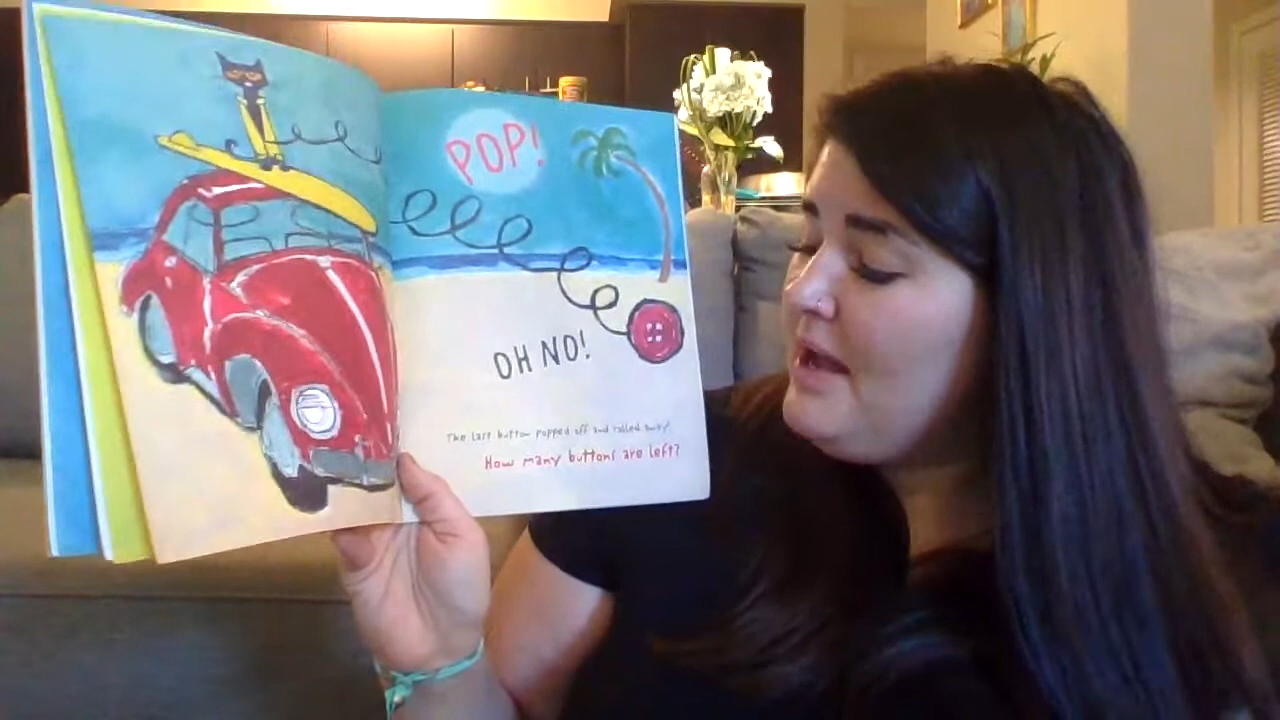 POP!
OH NO!
The last button popped off and rolled away!
How many buttons are left?